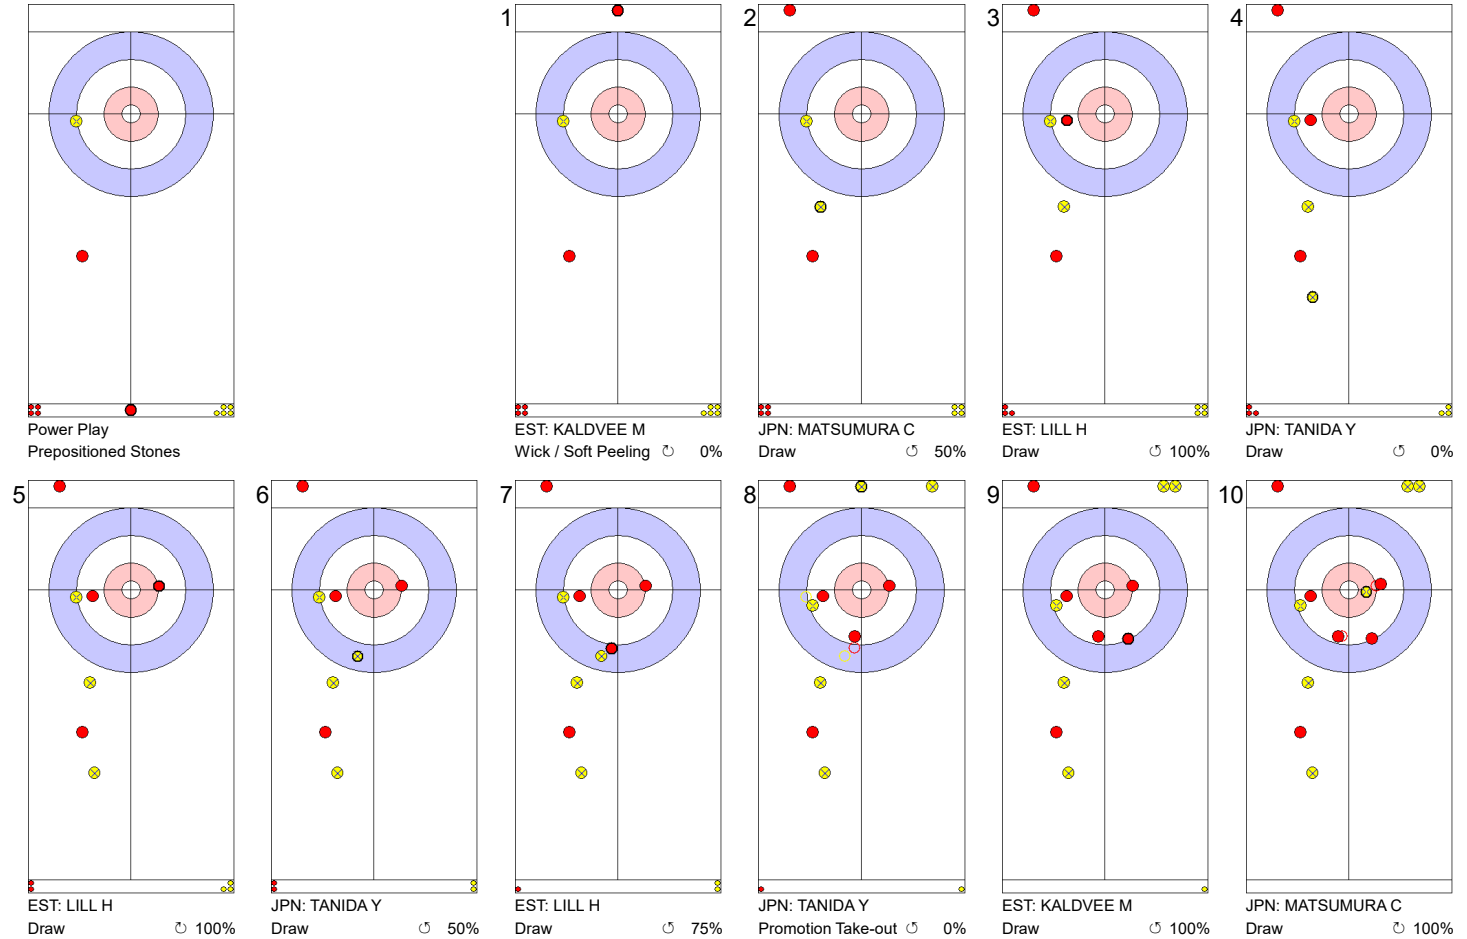 Power Play
Prepositioned Stones
1
EST: KALDVEE M
Wick / Soft Peeling 0%
2
JPN: MATSUMURA C
Draw 50%
3
EST: LILL H
Draw 100%
4
JPN: TANIDA Y
Draw 0%
5
EST: LILL H
Draw 100%
6
JPN: TANIDA Y
Draw 50%
7
EST: LILL H
Draw 75%
8
JPN: TANIDA Y
Promotion Take-out 0%
9
EST: KALDVEE M
Draw 100%
10
JPN: MATSUMURA C
Draw 100%